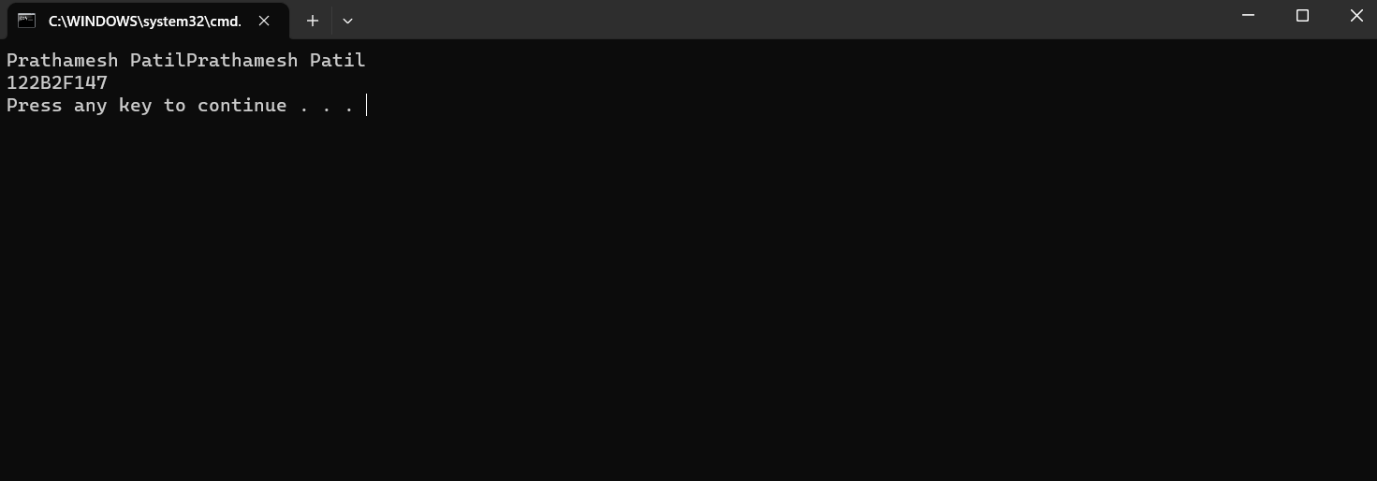 C:\WINDOWS\system32\cmd.
Prathamesh PatilPrathamesh Patil
122B2F147
Press any key to continue . . .